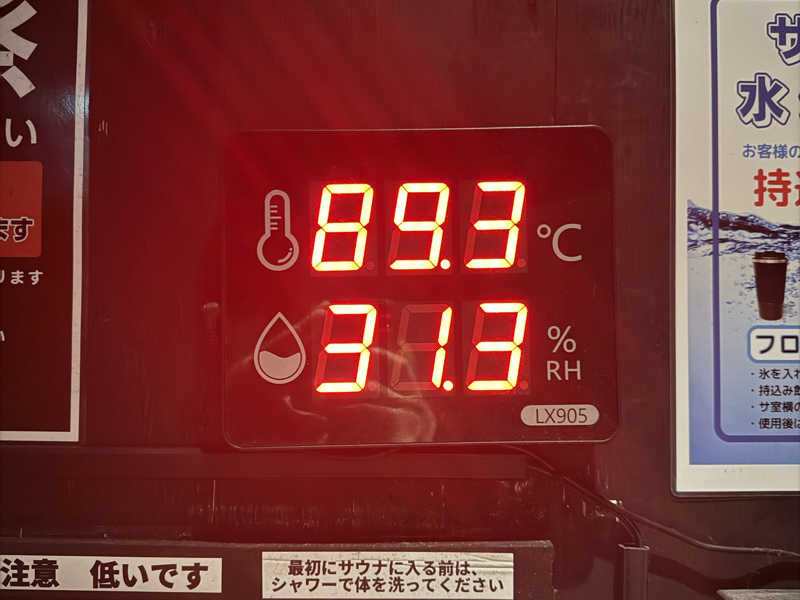 い
ます
ります
89.3 ℃
31.3 % RH
LX905
サ
水
お客様の
持込
フロ
・氷を入れ
・持込み飲
・サ室横の
・使用後は
注意 低いです
最初にサウナに入る前は、
シャワーで体を洗ってください